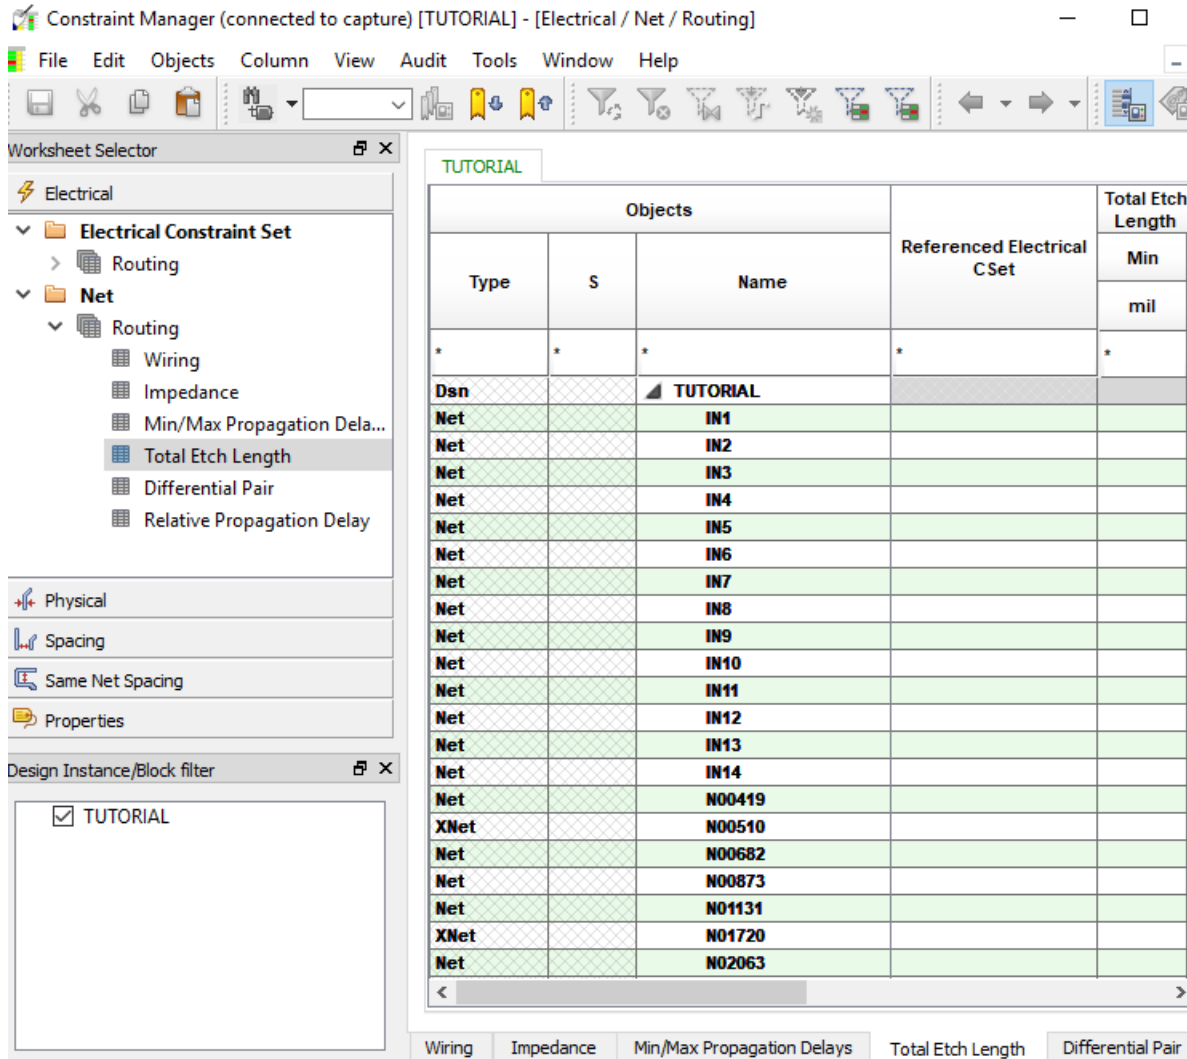 Constraint Manager (connected to capture) [TUTORIAL] - [Electrical / Net / Routing]
File Edit Objects Column View Audit Tools Window Help
Worksheet Selector
Electrical
Electrical Constraint Set
Routing
Net
Routing
Wiring
Impedance
Min/Max Propagation Dela...
Total Etch Length
Differential Pair
Relative Propagation Delay
Physical
Spacing
Same Net Spacing
Properties
Design Instance/Block filter
TUTORIAL
TUTORIAL
Objects
Referenced Electrical
CSet
Total Etch
Length
Type S Name
Min
mil
* * * * *
Dsn TUTORIAL
Net IN1
Net IN2
Net IN3
Net IN4
Net IN5
Net IN6
Net IN7
Net IN8
Net IN9
Net IN10
Net IN11
Net IN12
Net IN13
Net IN14
Net N00419
XNet N00510
Net N00682
Net N00873
Net N01131
XNet N01720
Net N02063
Wiring Impedance Min/Max Propagation Delays Total Etch Length Differential Pair